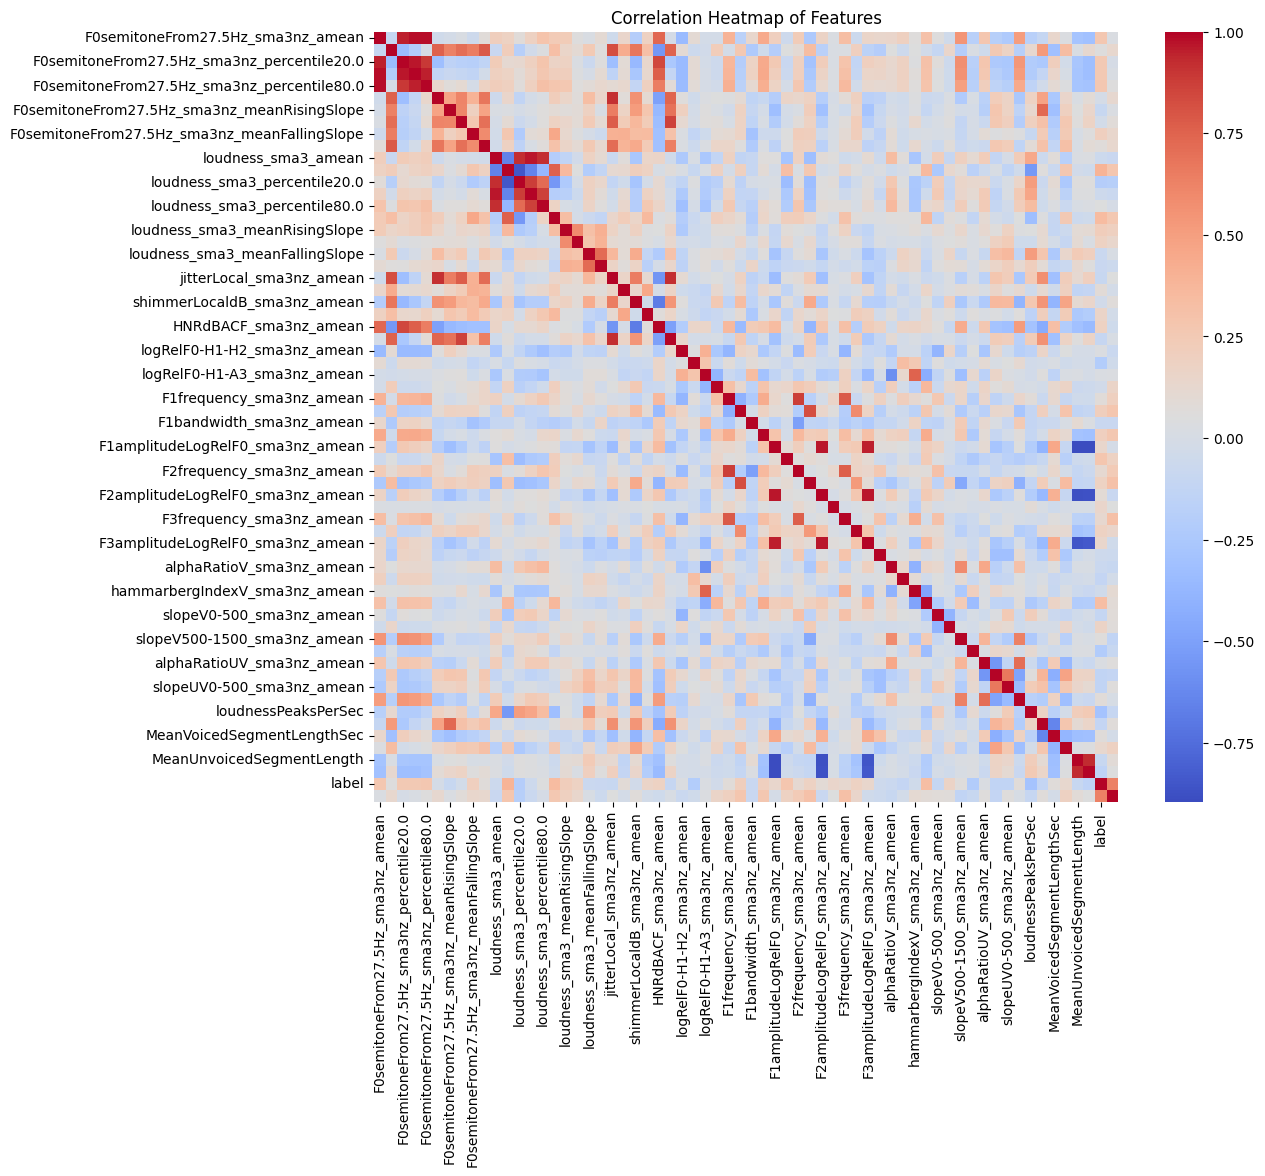 Correlation Heatmap of Features
F0semitoneFrom27.5Hz_sma3nz_amean
F0semitoneFrom27.5Hz_sma3nz_percentile20.0
F0semitoneFrom27.5Hz_sma3nz_percentile80.0
F0semitoneFrom27.5Hz_sma3nz_meanRisingSlope
F0semitoneFrom27.5Hz_sma3nz_meanFallingSlope
loudness_sma3_amean
loudness_sma3_percentile20.0
loudness_sma3_percentile80.0
loudness_sma3_meanRisingSlope
loudness_sma3_meanFallingSlope
jitterLocal_sma3nz_amean
shimmerLocaldB_sma3nz_amean
HNRdBACF_sma3nz_amean
logRelF0-H1-H2_sma3nz_amean
logRelF0-H1-A3_sma3nz_amean
F1frequency_sma3nz_amean
F1bandwidth_sma3nz_amean
F1amplitudeLogRelF0_sma3nz_amean
F2frequency_sma3nz_amean
F2amplitudeLogRelF0_sma3nz_amean
F3frequency_sma3nz_amean
F3amplitudeLogRelF0_sma3nz_amean
alphaRatioV_sma3nz_amean
hammarbergIndexV_sma3nz_amean
slopeV0-500_sma3nz_amean
slopeV500-1500_sma3nz_amean
alphaRatioUV_sma3nz_amean
slopeUV0-500_sma3nz_amean
loudnessPeaksPerSec
MeanVoicedSegmentLengthSec
MeanUnvoicedSegmentLength
label
F0semitoneFrom27.5Hz_sma3nz_amean
F0semitoneFrom27.5Hz_sma3nz_percentile20.0
F0semitoneFrom27.5Hz_sma3nz_percentile80.0
F0semitoneFrom27.5Hz_sma3nz_meanRisingSlope
F0semitoneFrom27.5Hz_sma3nz_meanFallingSlope
loudness_sma3_amean
loudness_sma3_percentile20.0
loudness_sma3_percentile80.0
loudness_sma3_meanRisingSlope
loudness_sma3_meanFallingSlope
jitterLocal_sma3nz_amean
shimmerLocaldB_sma3nz_amean
HNRdBACF_sma3nz_amean
logRelF0-H1-H2_sma3nz_amean
logRelF0-H1-A3_sma3nz_amean
F1frequency_sma3nz_amean
F1bandwidth_sma3nz_amean
F1amplitudeLogRelF0_sma3nz_amean
F2frequency_sma3nz_amean
F2amplitudeLogRelF0_sma3nz_amean
F3frequency_sma3nz_amean
F3amplitudeLogRelF0_sma3nz_amean
alphaRatioV_sma3nz_amean
hammarbergIndexV_sma3nz_amean
slopeV0-500_sma3nz_amean
slopeV500-1500_sma3nz_amean
alphaRatioUV_sma3nz_amean
slopeUV0-500_sma3nz_amean
loudnessPeaksPerSec
MeanVoicedSegmentLengthSec
MeanUnvoicedSegmentLength
label
1.00
0.75
0.50
0.25
0.00
−0.25
−0.50
−0.75